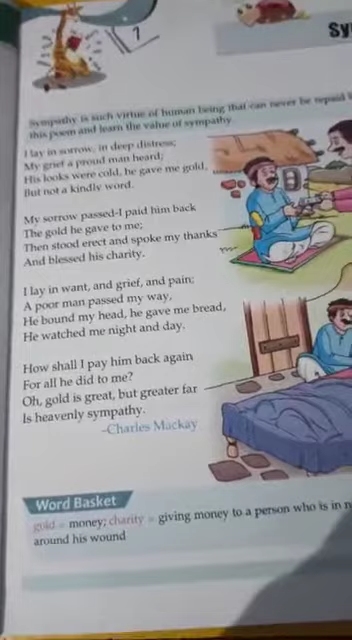 7
Sy
Sympathy is such virtue of human being that can never be repaid
this poem and learn the value of sympathy.
I lay in sorrow, in deep distress;
My grief a proud man heard;
His looks were cold, he gave me gold,
But not a kindly word.
My sorrow passed-I paid him back
The gold he gave to me;
Then stood erect and spoke my thanks
And blessed his charity.
I lay in want, and grief, and pain;
A poor man passed my way,
He bound my head, he gave me bread,
He watched me night and day.
How shall I pay him back again
For all he did to me?
Oh, gold is great, but greater far
Is heavenly sympathy.
-Charles Mackay
Word Basket
gold = money; charity = giving money to a person who is in n
around his wound